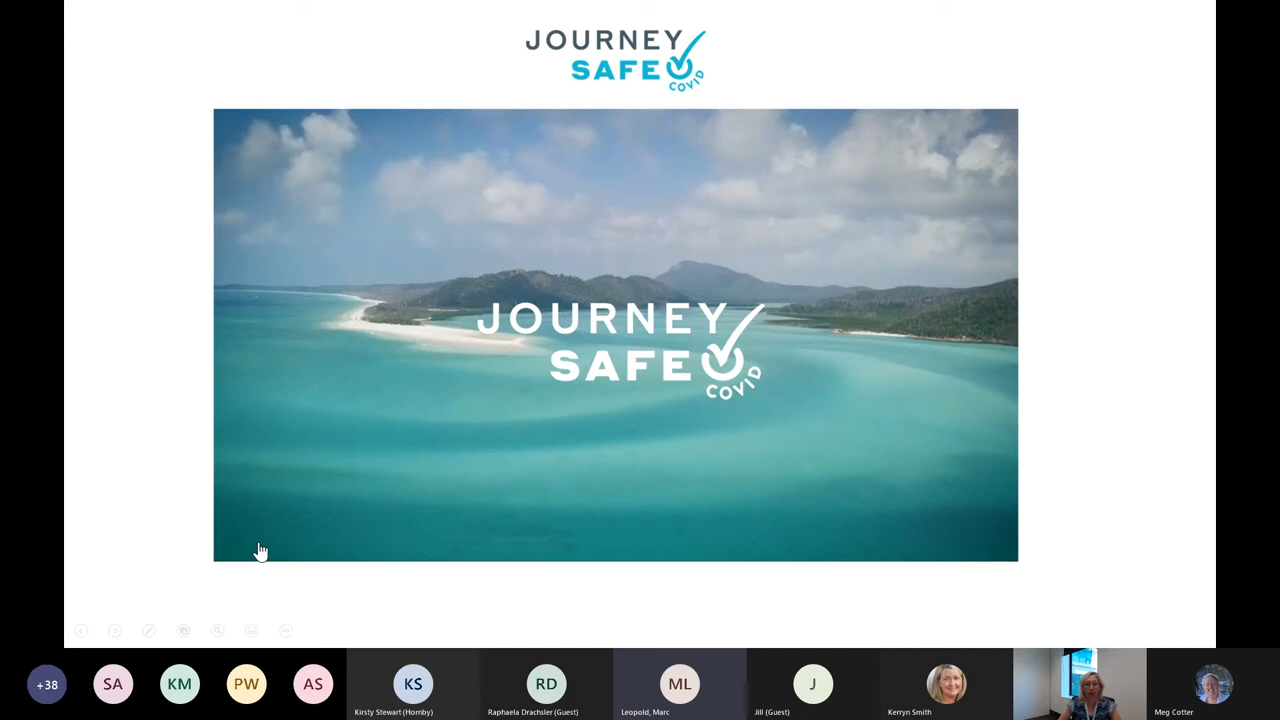 JOURNEY
SAFE
COVID
JOURNEY
SAFE
COVID
+38
SA
KM
PW
AS
KS
RD
ML
J
Kirsty Stewart (Hornby)
Raphaela Drachsler (Guest)
Leopold, Marc
Jill (Guest)
Kerryn Smith
Meg Cotter